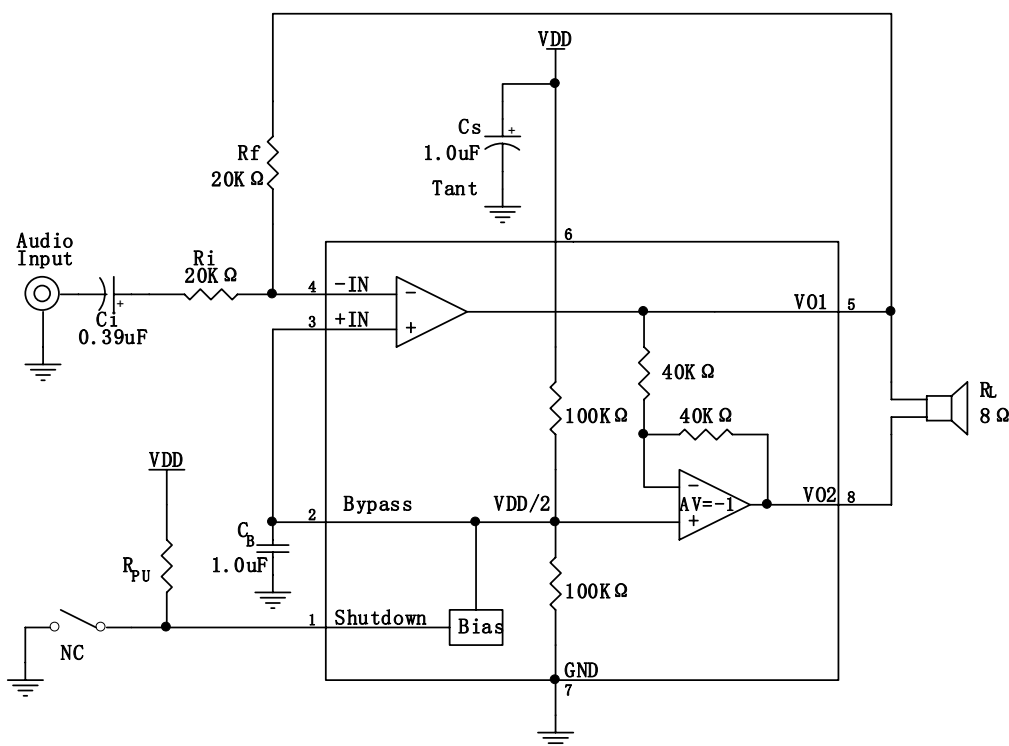 VDD
Cs
+
1.0uF
Tant
Rf
20KΩ
6
Audio
Input
Ri
20KΩ
4
-IN
-
VO1
5
Ci
+
0.39uF
3
+IN
+
40KΩ
RL
8Ω
100KΩ
40KΩ
VDD
Bypass
VDD/2
VO2
8
-
AV=-1
+
2
CB
1.0uF
RPU
100KΩ
1
Shutdown
Bias
NC
GND
7